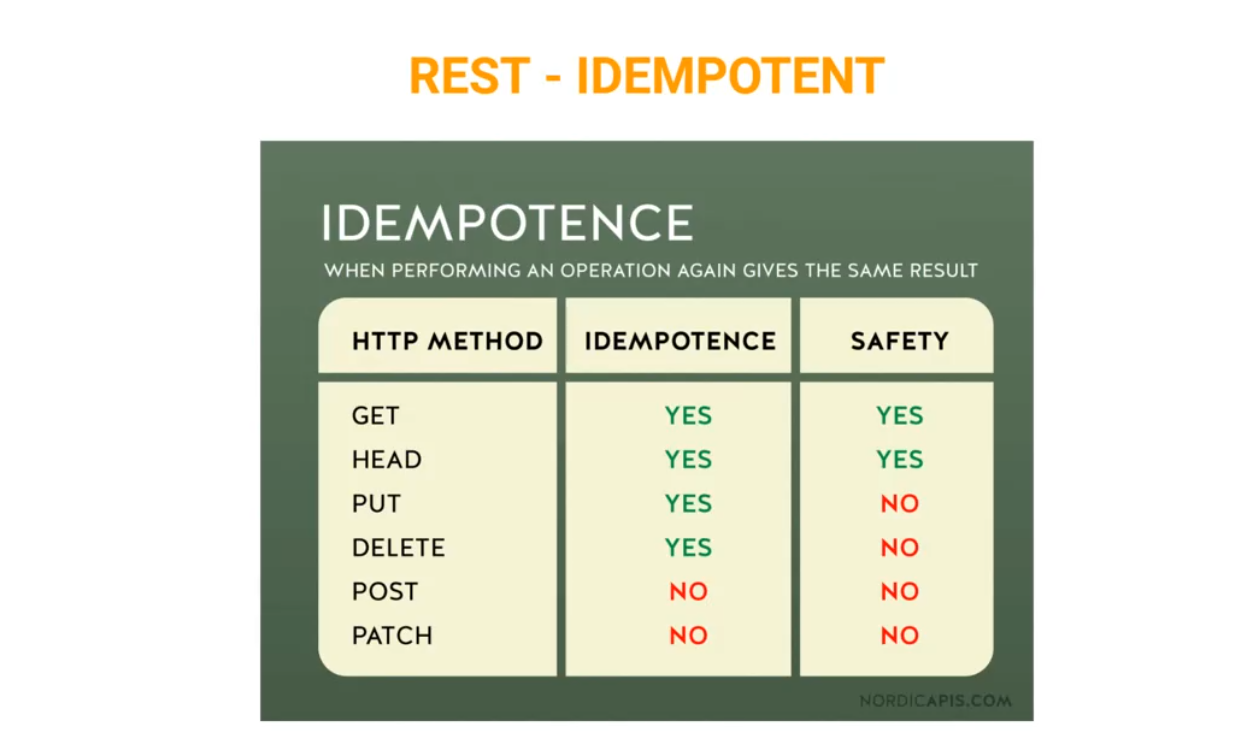 REST - IDEMPOTENT
IDEMPOTENCE
WHEN PERFORMING AN OPERATION AGAIN GIVES THE SAME RESULT
HTTP METHOD IDEMPOTENCE SAFETY
GET YES YES
HEAD YES YES
PUT YES NO
DELETE YES NO
POST NO NO
PATCH NO NO
NORDICAPIS.COM